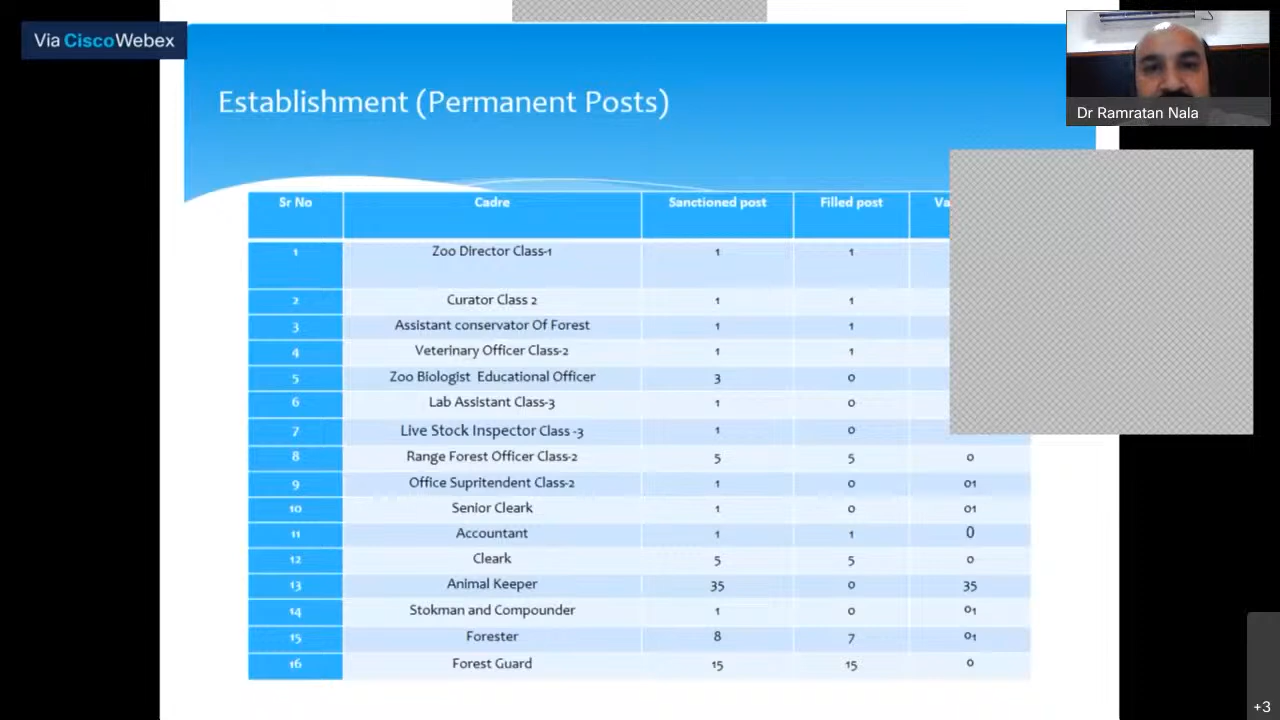 Via CiscoWebex
Establishment (Permanent Posts)
Dr Ramratan Nala
Sr No Cadre Sanctioned post Filled post
1 Zoo Director Class-1 1 1
2 Curator Class 2 1 1
3 Assistant conservator Of Forest 1 1
4 Veterinary Officer Class-2 1 1
5 Zoo Biologist Educational Officer 3 0
6 Lab Assistant Class-3 1 0
7 Live Stock Inspector Class -3 1 0
8 Range Forest Officer Class-2 5 5 0
9 Office Supritendent Class-2 1 0 01
10 Senior Cleark 1 0 01
11 Accountant 1 1 0
12 Cleark 5 5 0
13 Animal Keeper 35 0 35
14 Stokman and Compounder 1 0 01
15 Forester 8 7 01
16 Forest Guard 15 15 0
+3